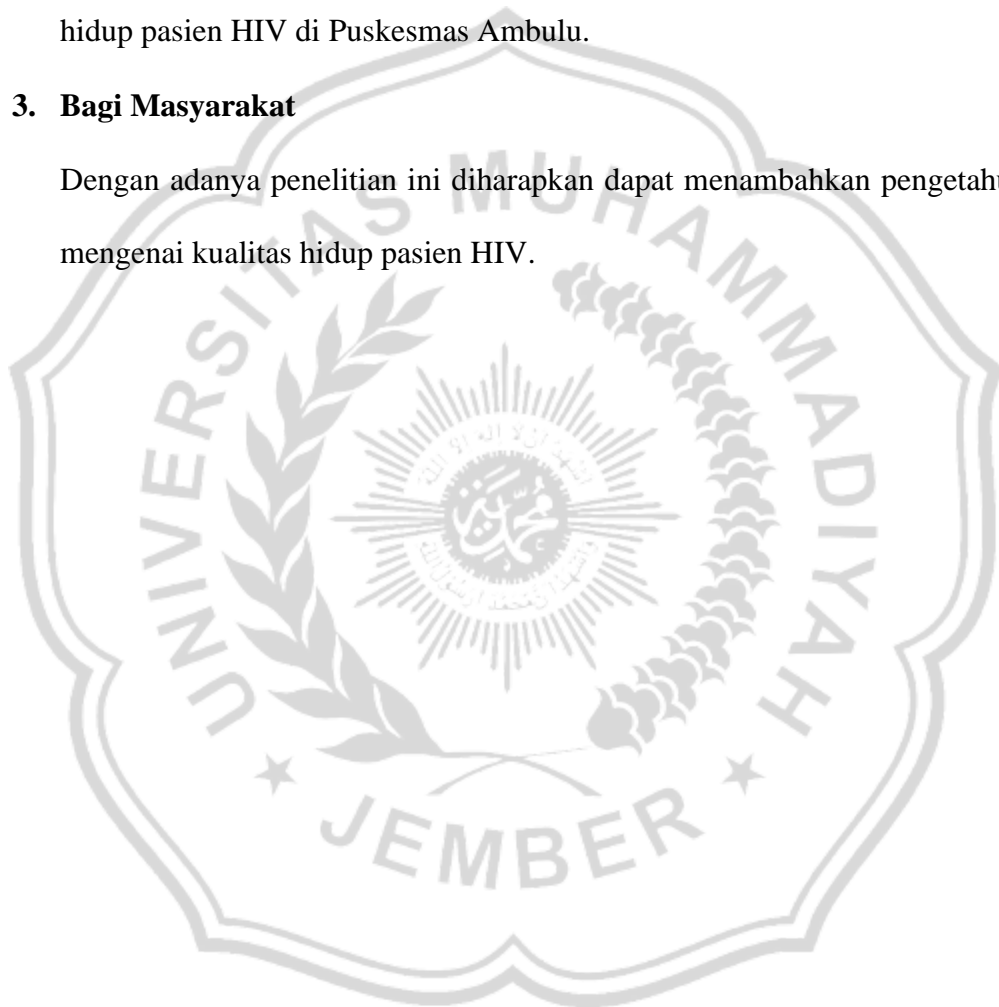 hidup pasien HIV di Puskesmas Ambulu.
3. Bagi Masyarakat
Dengan adanya penelitian ini diharapkan dapat menambahkan
mengenai kualitas hidup pasien HIV.
UNIVERSITAS MUHAMMADIYAH
JEMBER